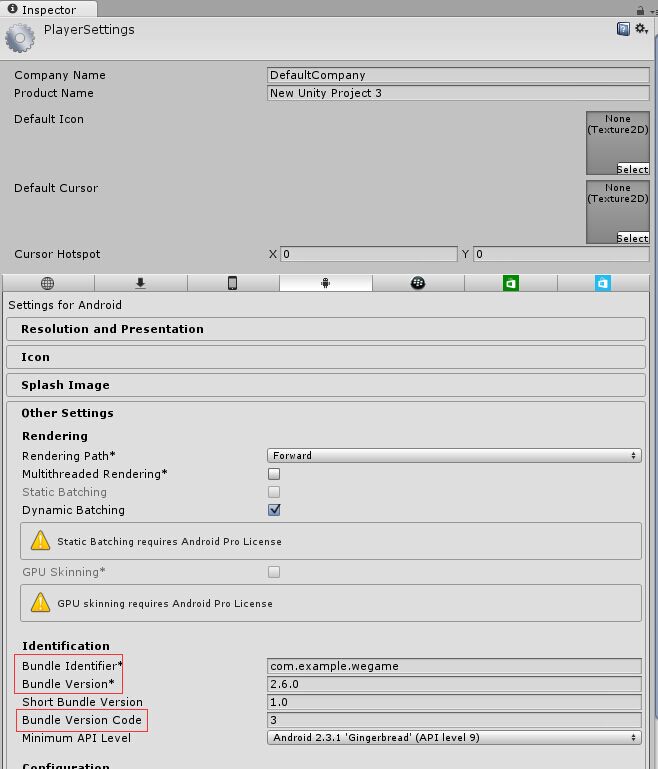 Inspector
PlayerSettings
Company Name DefaultCompany
Product Name New Unity Project 3
Default Icon None
(Texture2D)
Select
Default Cursor None
(Texture2D)
Select
Cursor Hotspot X 0 Y 0
Settings for Android
Resolution and Presentation
Icon
Splash Image
Other Settings
Rendering
Rendering Path* Forward
Multithreaded Rendering*
Static Batching
Dynamic Batching
Static Batching requires Android Pro License
GPU Skinning*
GPU skinning requires Android Pro License
Identification
Bundle Identifier* com.example.wegame
Bundle Version* 2.6.0
Short Bundle Version 1.0
Bundle Version Code 3
Minimum API Level Android 2.3.1 'Gingerbread' (API level 9)
Configuration